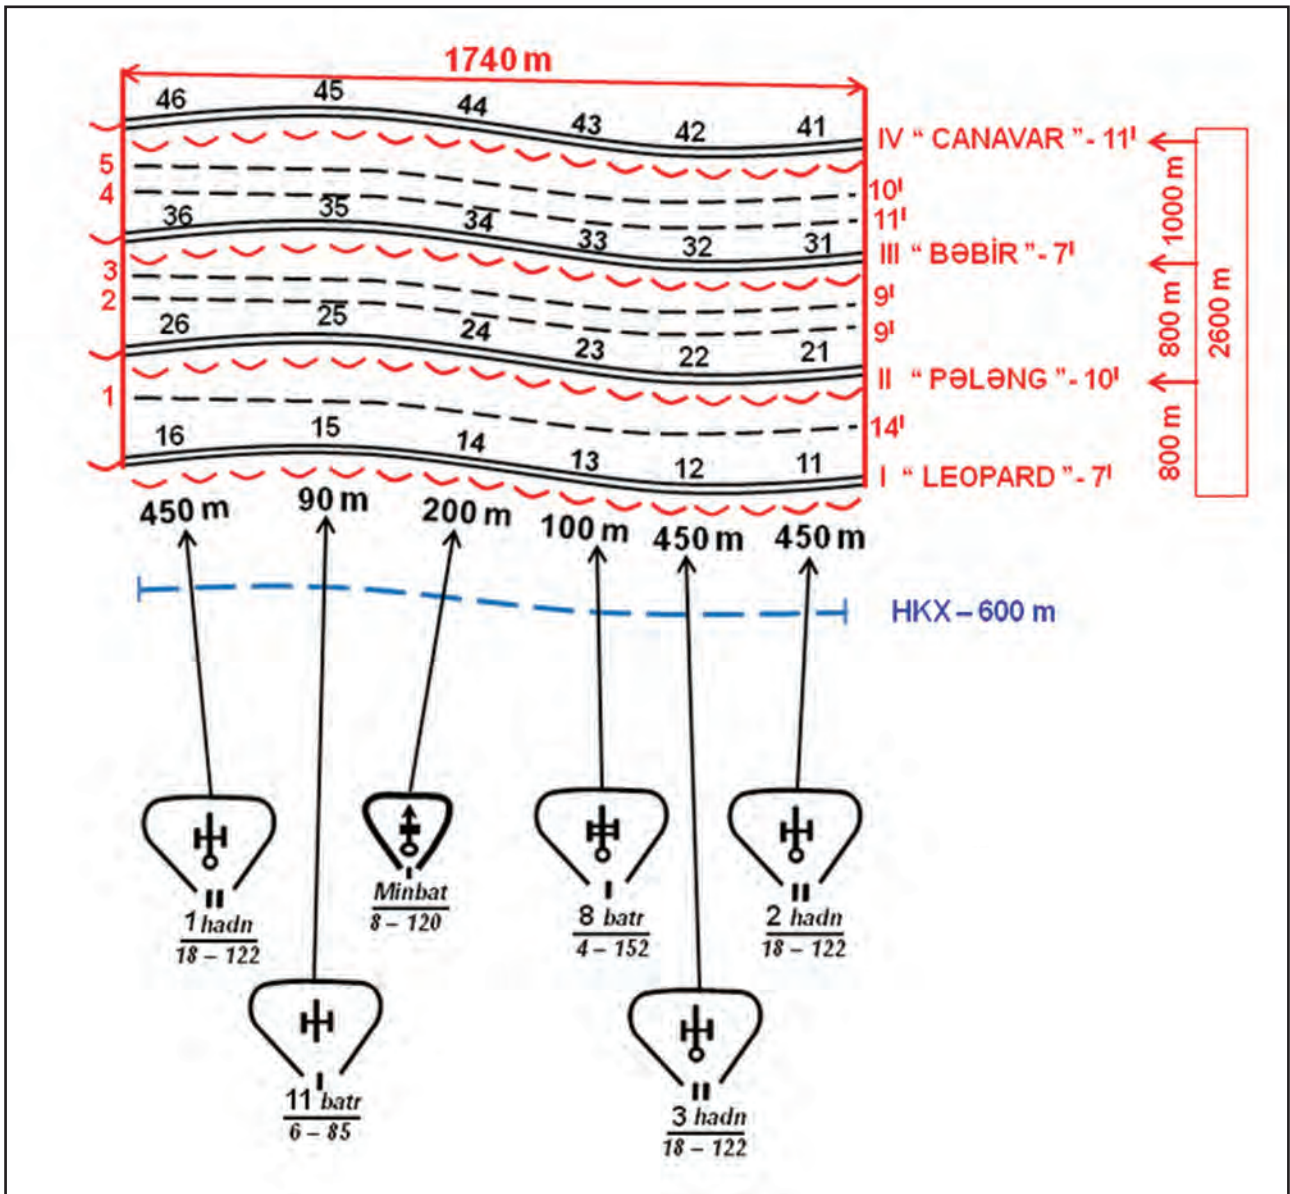 1740 m
46 45 44 43 42 41
IV “ CANAVAR ”- 11ᴵ
5
10ᴵ
4
11ᴵ
36 35 34 33 32 31
III “ BƏBİR ”- 7ᴵ
3
9ᴵ
2
9ᴵ
26 25 24 23 22 21
II “ PƏLƏNG ”- 10ᴵ
1
14ᴵ
16 15 14 13 12 11
I “ LEOPARD ”- 7ᴵ
1000 m
800 m
800 m
2600 m
450 m 90 m 200 m 100 m 450 m 450 m
HKX – 600 m
II
1 hadn
18 – 122
I
Minbat
8 – 120
I
8 batr
4 – 152
II
2 hadn
18 – 122
I
11 batr
6 – 85
II
3 hadn
18 – 122